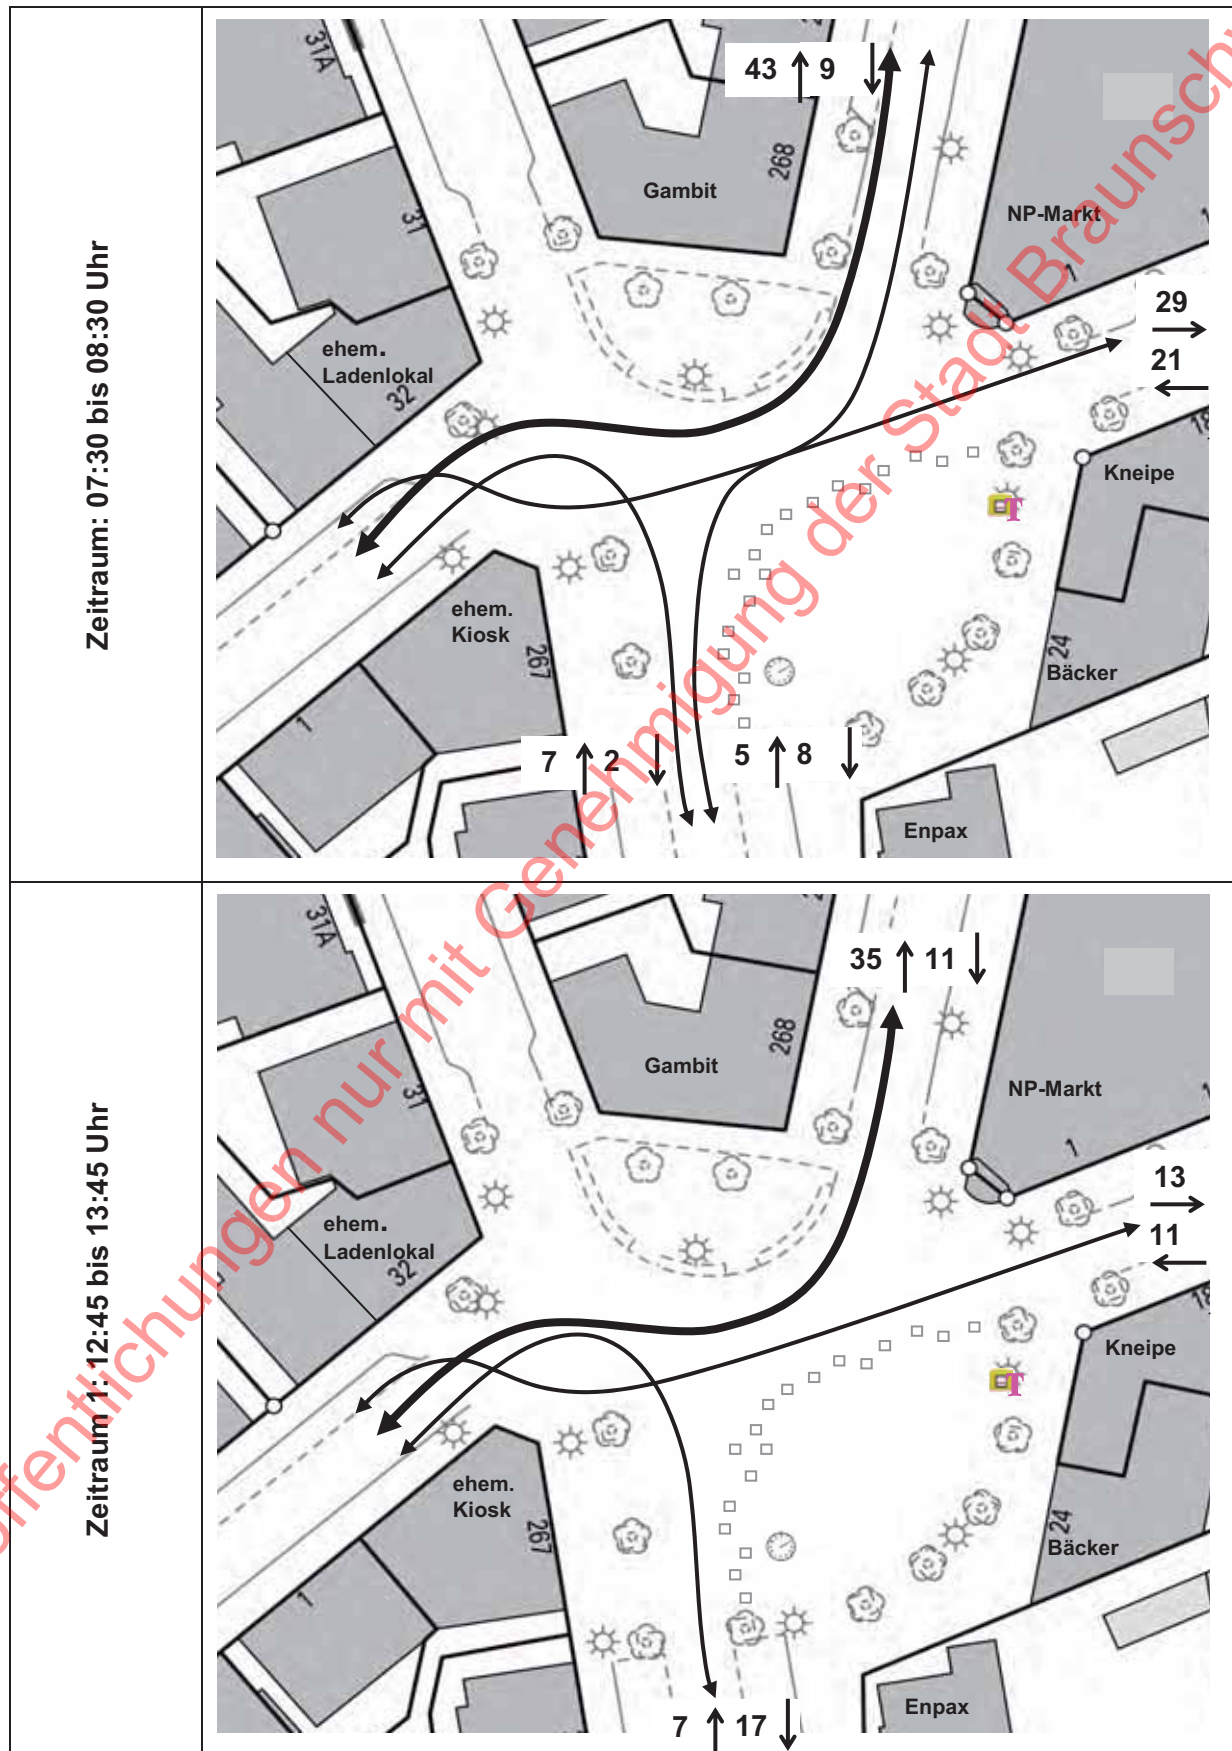 Zeitraum: 07:30 bis 08:30 Uhr
31A
43 9
268
Gambit
NP-Markt
31
1
29
21
ehem.
Ladenlokal
32
18
Kneipe
T
ehem.
Kiosk
267
24
Bäcker
1
7 2
5 8
Enpax
Zeitraum 1: 12:45 bis 13:45 Uhr
31A
35 11
268
Gambit
NP-Markt
31
1
13
11
ehem.
Ladenlokal
32
18
Kneipe
T
ehem.
Kiosk
267
24
Bäcker
1
Enpax
7 17
öffentlichungen nur mit Genehmigung der Stadt Braunschw